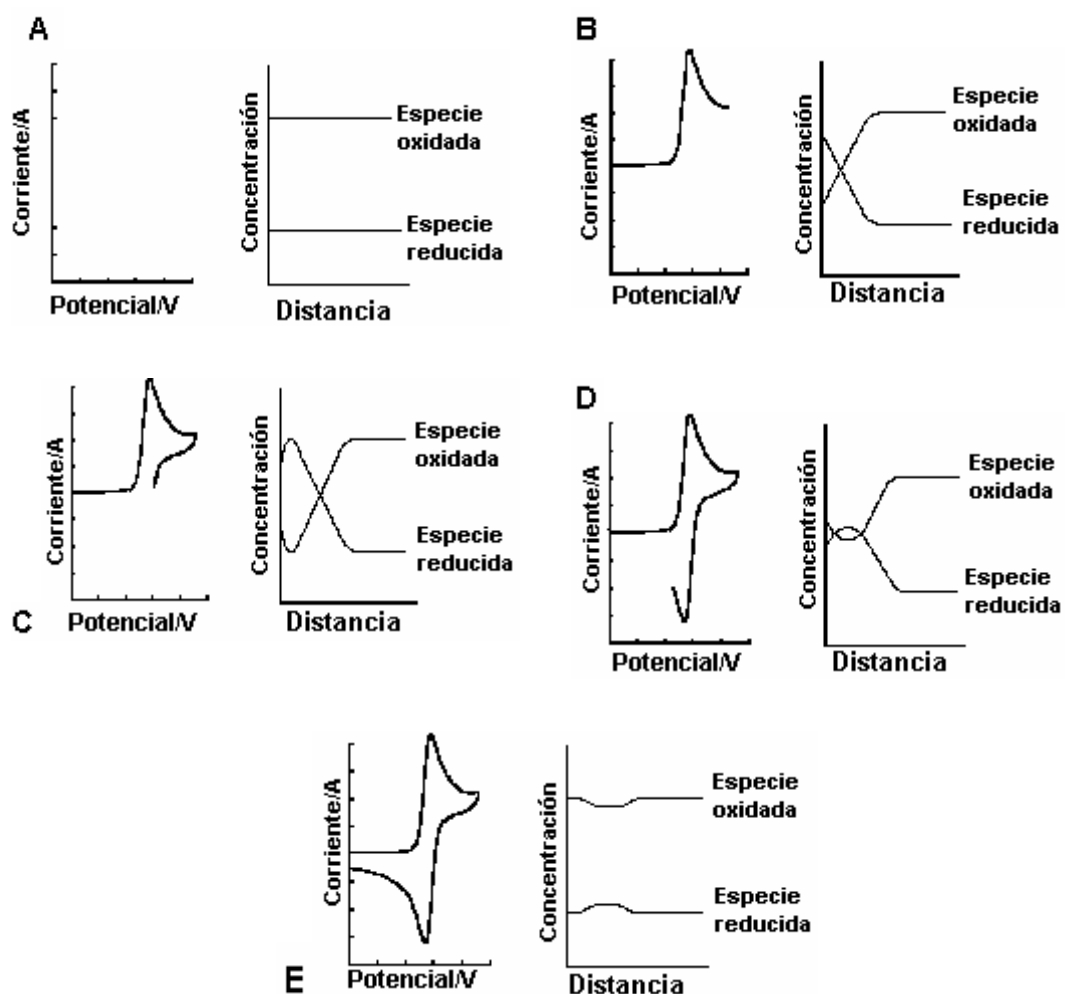 A
Corriente/A
Potencial/V
Concentración
Especie
oxidada
Especie
reducida
Distancia
B
Corriente/A
Potencial/V
Concentración
Especie
oxidada
Especie
reducida
Distancia
C
Corriente/A
Potencial/V
Concentración
Especie
oxidada
Especie
reducida
Distancia
D
Corriente/A
Potencial/V
Concentración
Especie
oxidada
Especie
reducida
Distancia
E
Corriente/A
Potencial/V
Concentración
Especie
oxidada
Especie
reducida
Distancia